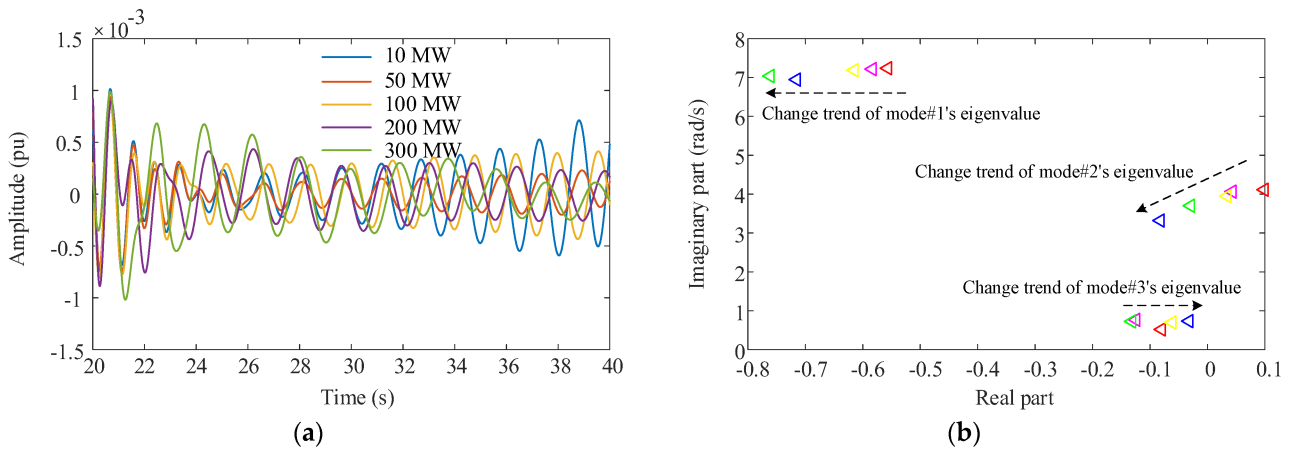 ×10-3
1.5
1
0.5
0
-0.5
-1
-1.5
Amplitude (pu)
10 MW
50 MW
100 MW
200 MW
300 MW
20 22 24 26 28 30 32 34 36 38 40
Time (s)
(a)
8
7
6
5
4
3
2
1
0
Imaginary part (rad/s)
Change trend of mode#1's eigenvalue
Change trend of mode#2's eigenvalue
Change trend of mode#3's eigenvalue
-0.8 -0.7 -0.6 -0.5 -0.4 -0.3 -0.2 -0.1 0 0.1
Real part
(b)